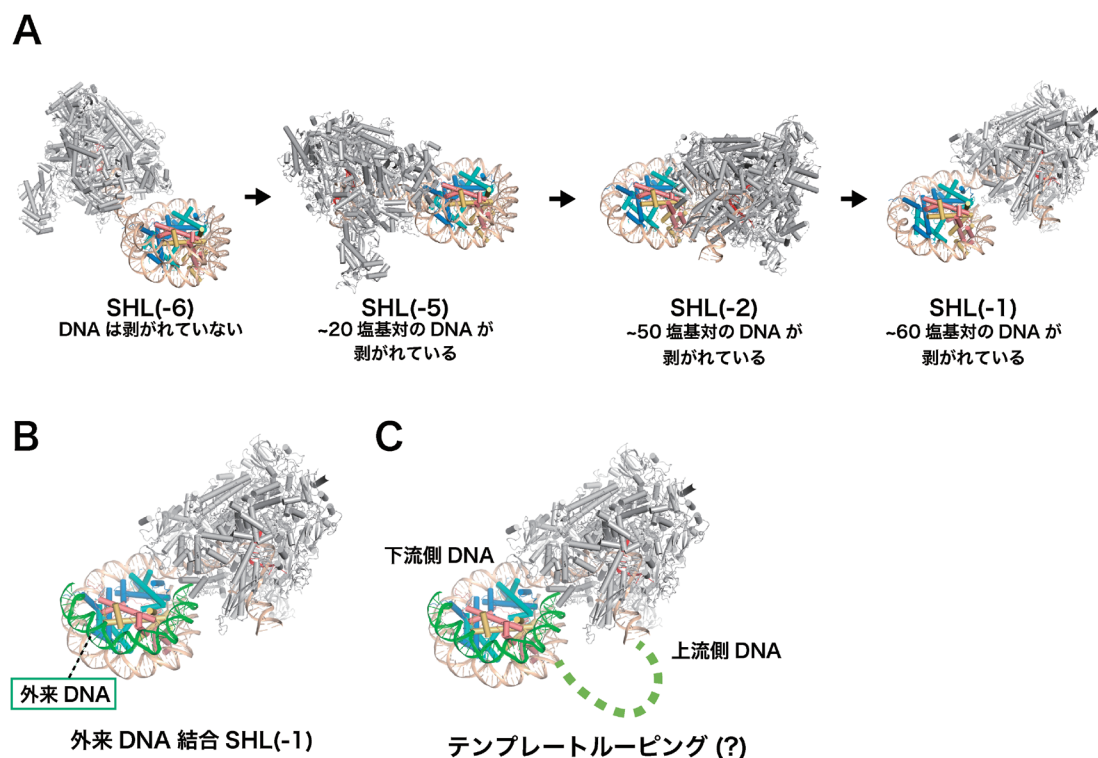 A
SHL(-6)
DNA は剥がれていない
SHL(-5)
~20 塩基対の DNA が
剥がれている
SHL(-2)
~50 塩基対の DNA が
剥がれている
SHL(-1)
~60 塩基対の DNA が
剥がれている
B
外来 DNA
外来 DNA 結合 SHL(-1)
C
下流側 DNA
上流側 DNA
テンプレートルーピング (?)